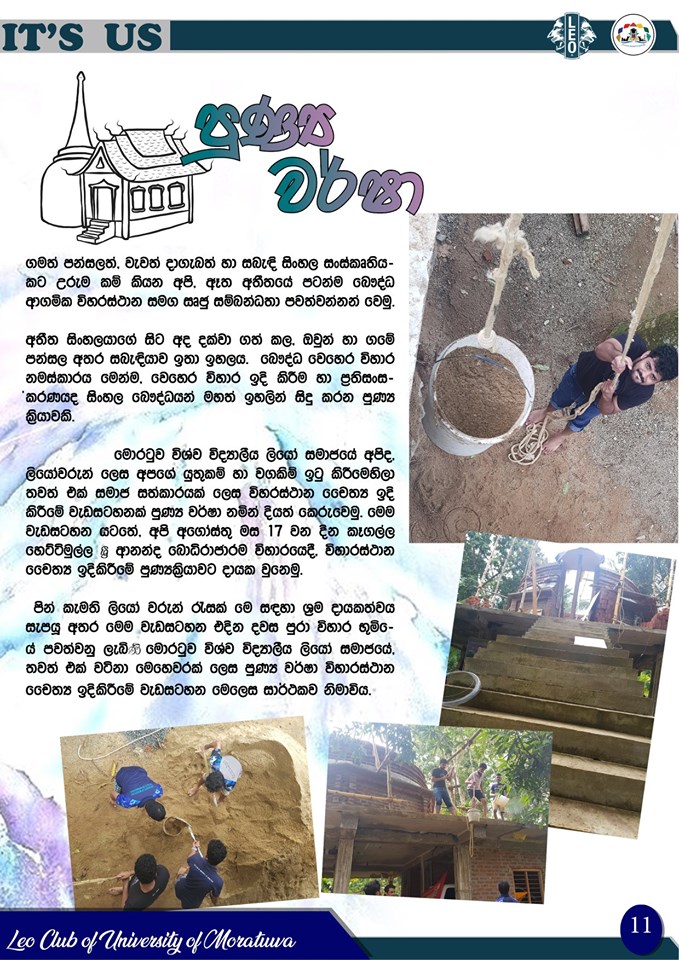 IT'S US
LEO
පුණ්‍ය
වර්ෂා
ගමත් පන්සලත්, වැවත් දාගැබත් හා සබැඳි සිංහල සංස්කෘතිය-
කට උරුම කම් කියන අපි, ඈත අතීතයේ පටන්ම බෞද්ධ
ආගමික විහරස්ථාන සමග සෘජු සම්බන්ධතා පවත්වන්නන් වෙමු.
අතීත සිංහලයාගේ සිට අද දක්වා ගත් කල, ඔවුන් හා ගමේ
පන්සල අතර සබැඳියාව ඉතා ඉහලය. බෞද්ධ වෙහෙර විහාර
නමස්කාරය මෙන්ම, වෙහෙර විහාර ඉදි කිරීම හා ප්‍රතිසංස-
්කරණයද සිංහල බෞද්ධයන් මහත් ඉහලින් සිදු කරන පුණ්‍ය
ක්‍රියාවකි.
මොරටුව විශ්ව විද්‍යාලීය ලියෝ සමාජයේ අපිද,
ලියෝවරුන් ලෙස අපගේ යුතුකම් හා වගකීම් ඉටු කිරීමෙහිලා
තවත් එක් සමාජ සත්කාරයක් ලෙස විහරස්ථාන චෛත්‍ය ඉදි
කිරීමේ වැඩසටහනක් පුණ්‍ය වර්ෂා නමින් දියත් කෙරුවෙමු. මෙම
වැඩසටහන යටතේ, අපි අගෝස්තු මස 17 වන දින කෑගල්ල
හෙට්ටිමුල්ල ශ්‍රී ආනන්ද බොධිරාජාරම විහාරයෙදී, විහාරස්ථාන
චෛත්‍ය ඉදිකිරීමේ පුණ්‍යක්‍රියාවට දායක වුනෙමු.
පින් කැමති ලියෝ වරුන් රැසක් මේ සඳහා ශ්‍රම දායකත්වය
සැපයූ අතර මෙම වැඩසටහන එදින දවස පුරා විහාර භූමියෙ-
ේ පවත්වනු ලැබිණි මොරටුව විශ්ව විද්‍යාලීය ලියෝ සමාජයේ,
තවත් එක් වටිනා මෙහෙවරක් ලෙස පුණ්‍ය වර්ෂා විහාරස්ථාන
චෛත්‍ය ඉදිකිරීමේ වැඩසටහන මෙලෙස සාර්ථකව නිමාවිය.
Leo Club of University of Moratuwa
11